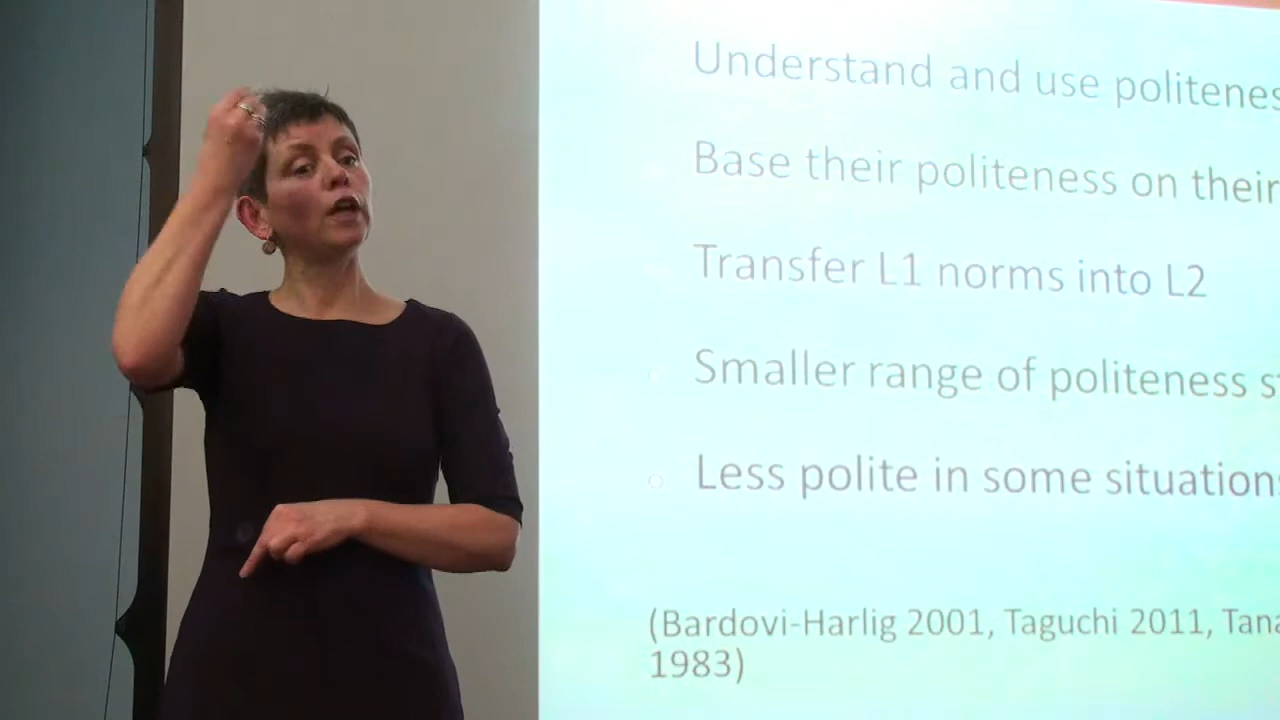 Understand and use politenes
Base their politeness on their
Transfer L1 norms into L2
Smaller range of politeness s
Less polite in some situations
(Bardovi-Harlig 2001, Taguchi 2011, Tana
1983)